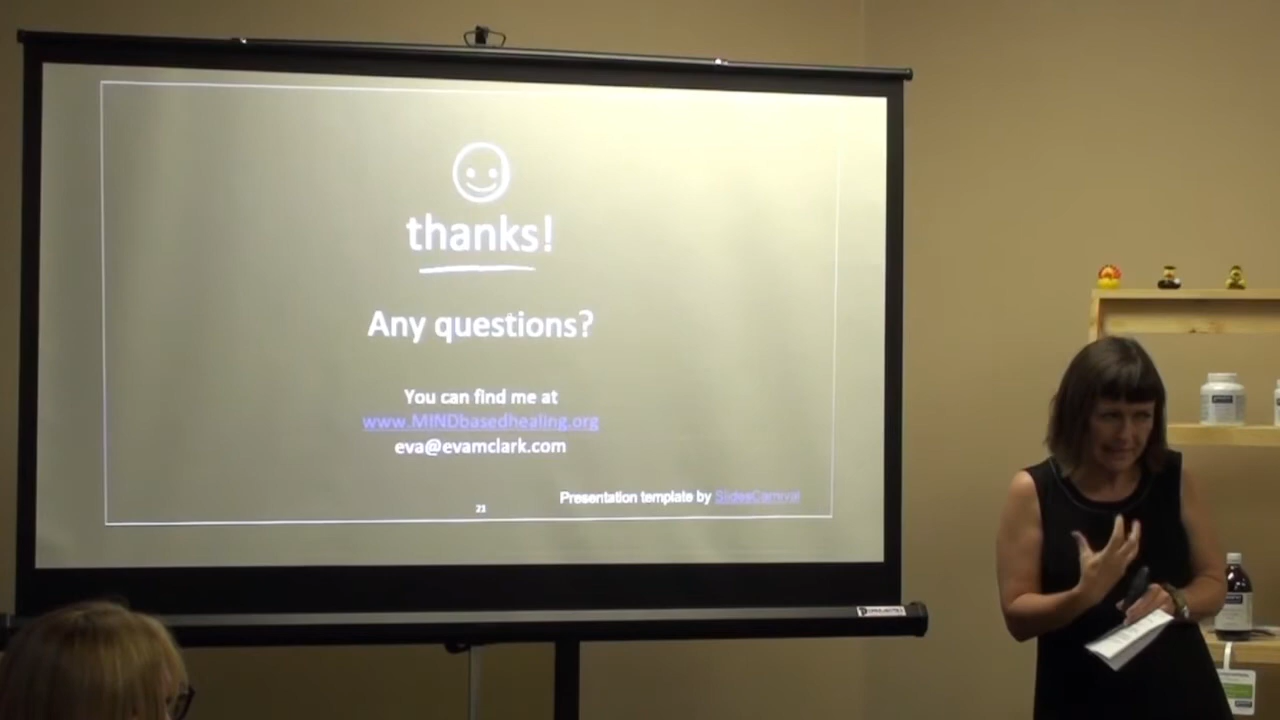 thanks!
Any questions?
You can find me at
www.MINDbasedhealing.org
eva@evamclark.com
Presentation template by SlidesCarnival
21